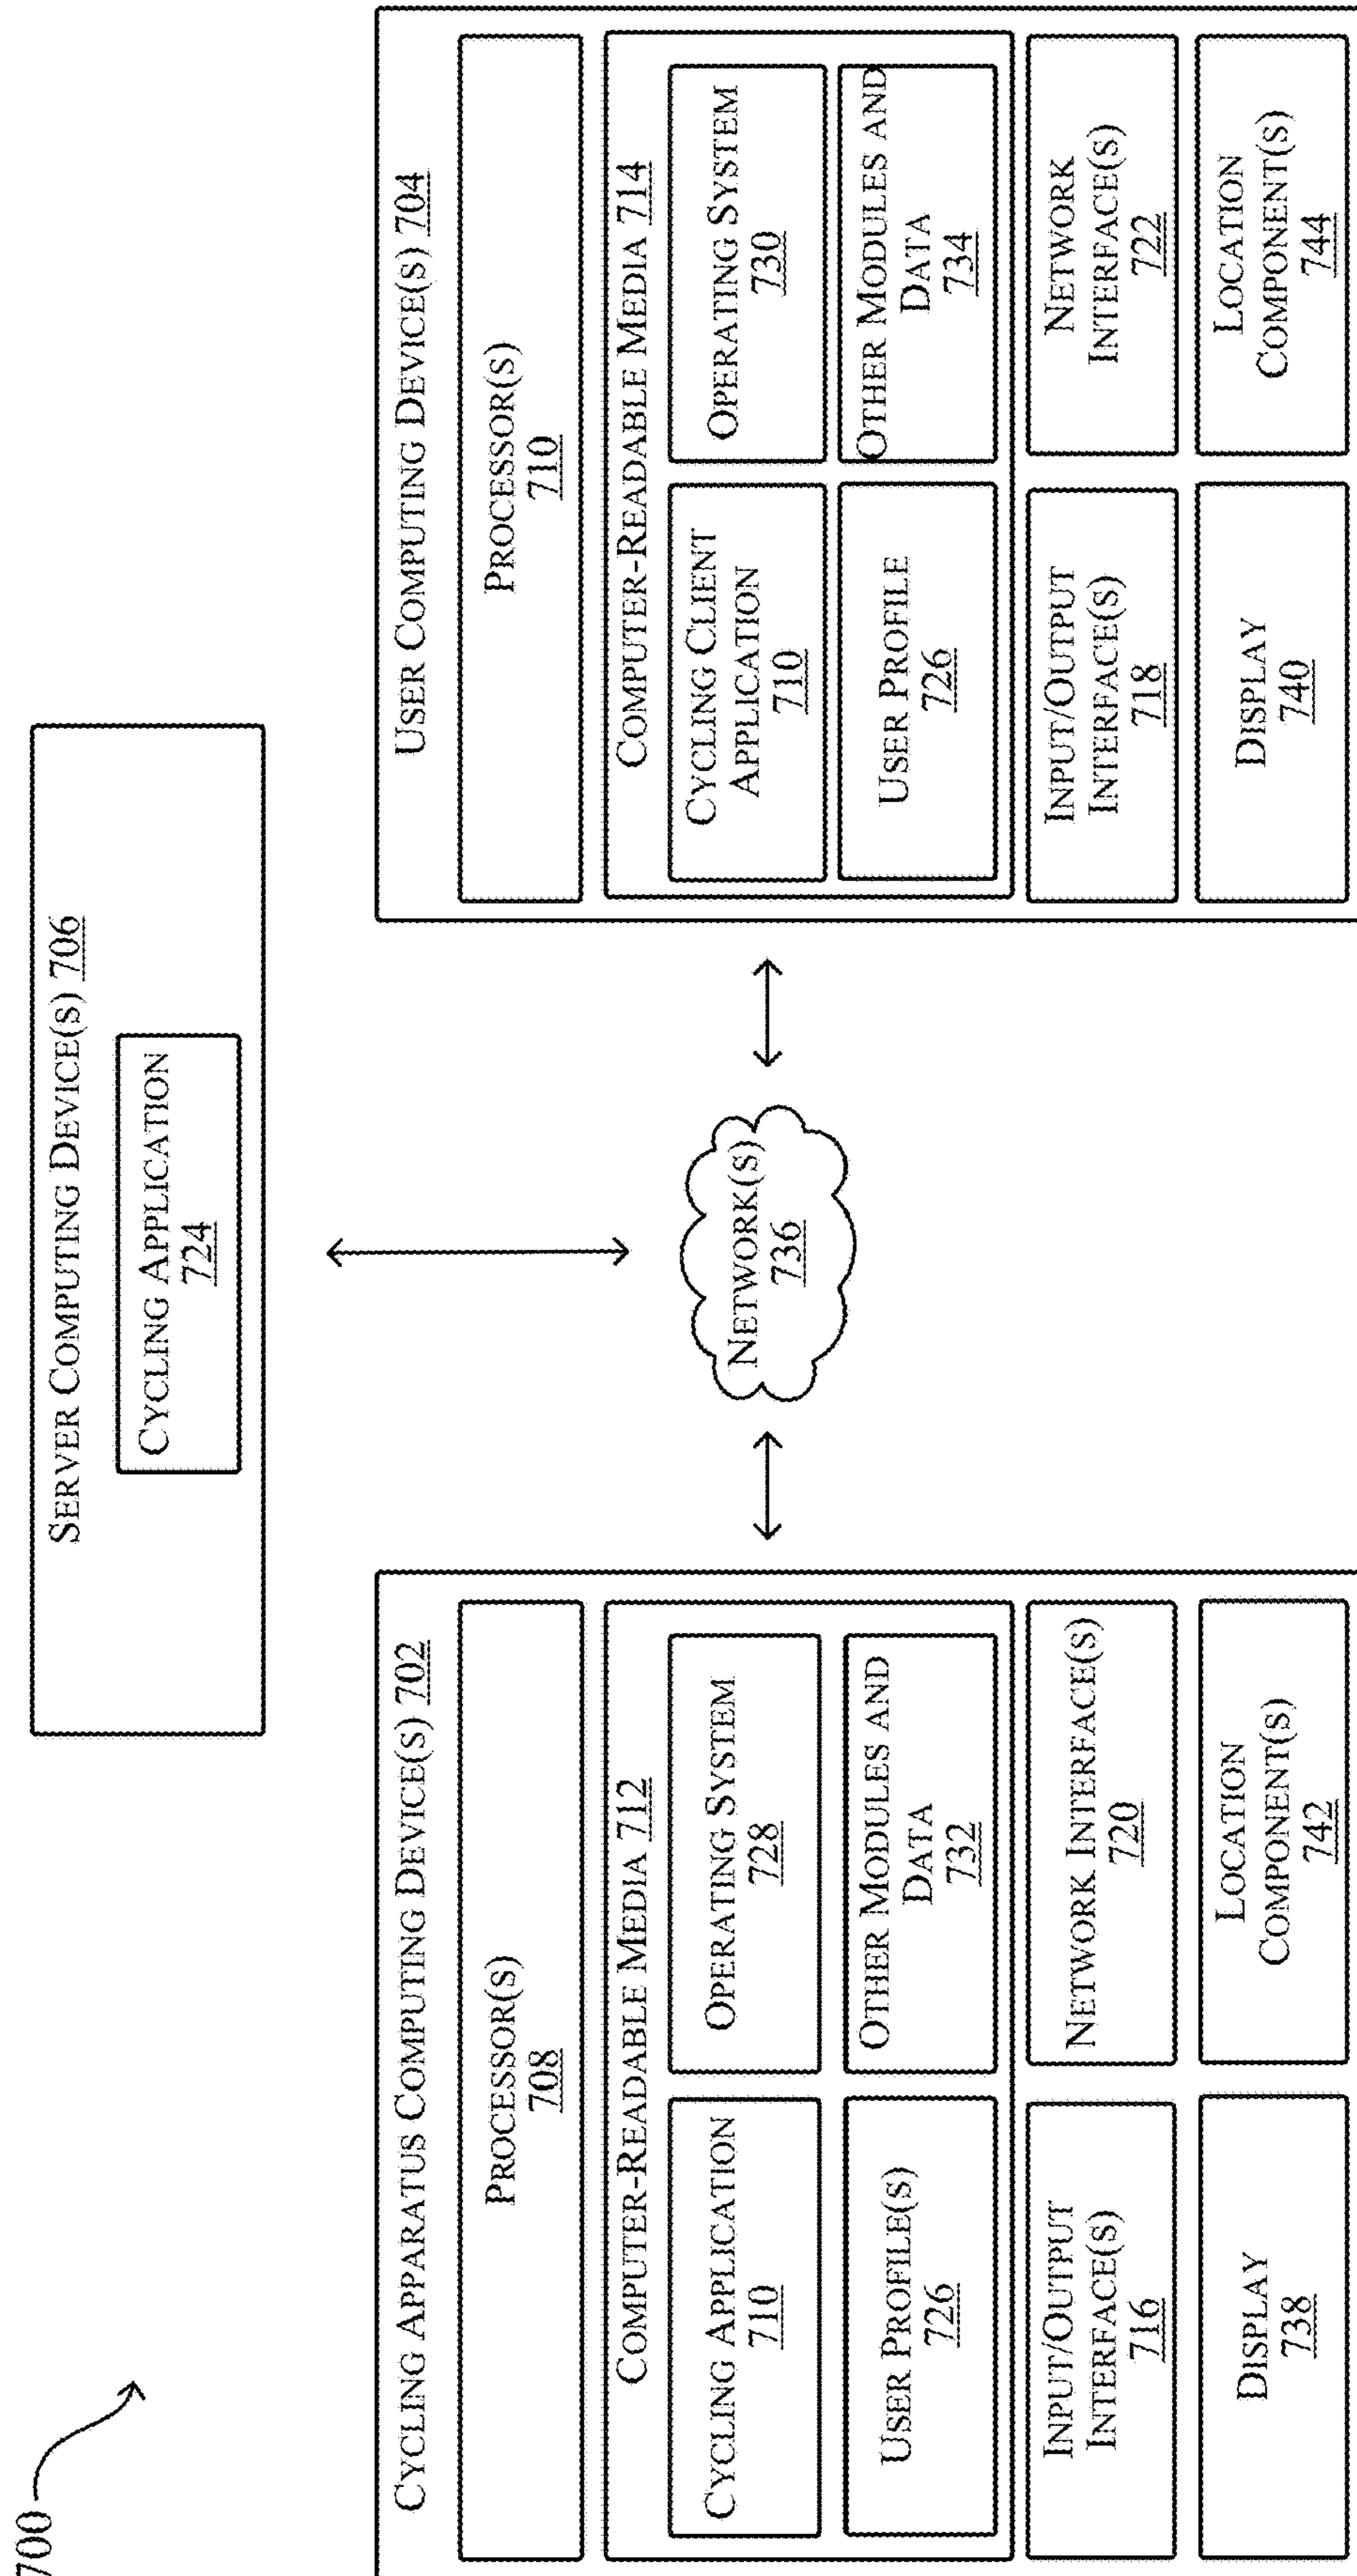 700
SERVER COMPUTING DEVICE(S) 706
CYCLING APPLICATION
724
CYCLING APPARATUS COMPUTING DEVICE(S) 702
PROCESSOR(S)
708
COMPUTER-READABLE MEDIA 712
CYCLING APPLICATION
710
OPERATING SYSTEM
728
USER PROFILE(S)
726
OTHER MODULES AND
DATA
732
INPUT/OUTPUT
INTERFACE(S)
716
NETWORK INTERFACE(S)
720
DISPLAY
738
LOCATION
COMPONENT(S)
742
NETWORK(S)
736
USER COMPUTING DEVICE(S) 704
PROCESSOR(S)
710
COMPUTER-READABLE MEDIA 714
CYCLING CLIENT
APPLICATION
710
OPERATING SYSTEM
730
USER PROFILE
726
OTHER MODULES AND
DATA
734
INPUT/OUTPUT
INTERFACE(S)
718
NETWORK
INTERFACE(S)
722
DISPLAY
740
LOCATION
COMPONENT(S)
744